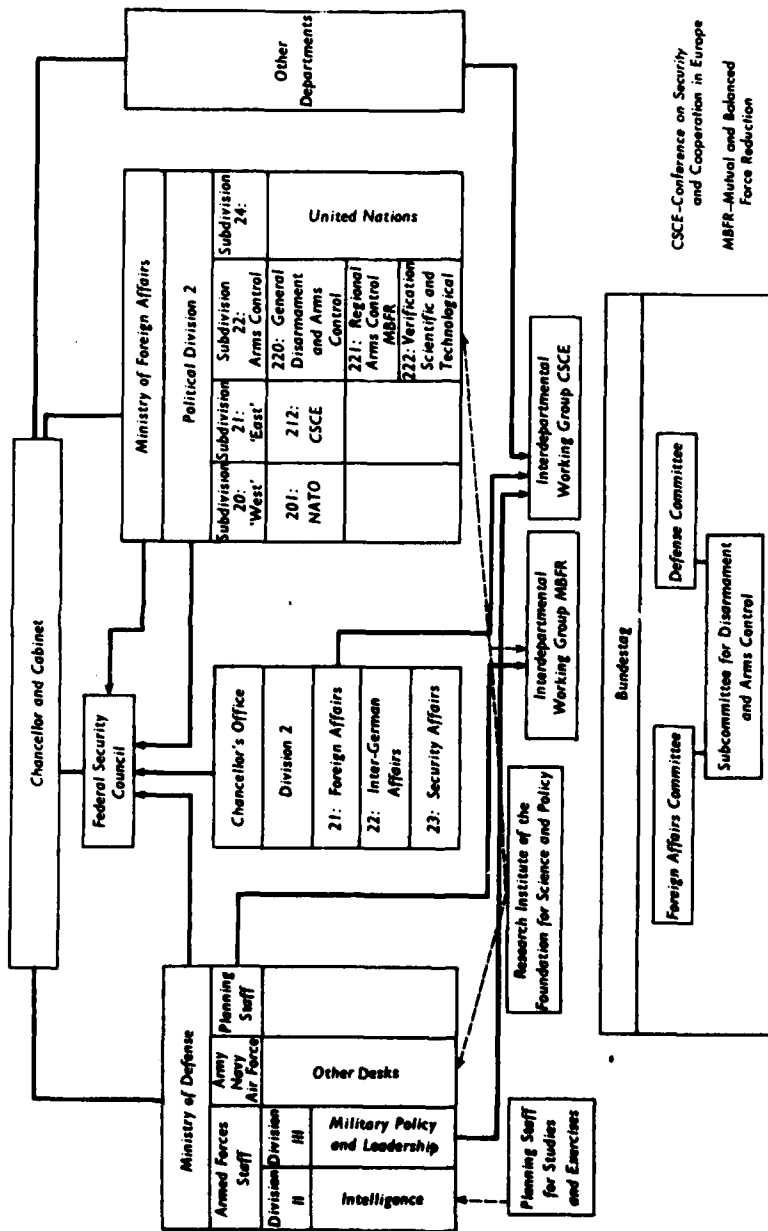 Chancellor and Cabinet
Federal Security
Council
Ministry of Defense
Armed Forces
Staff
Army
Navy
Air Force
Planning
Staff
Division
II
Division
III
Intelligence
Military Policy
and Leadership
Other Desks
Chancellor's Office
Division 2
21: Foreign Affairs
22: Inter-German
Affairs
23: Security Affairs
Ministry of Foreign Affairs
Political Division 2
Subdivision
20:
'West'
Subdivision
21:
'East'
Subdivision
22:
Arms Control
Subdivision
24:
201:
NATO
212:
CSCE
220: General
Disarmament
and Arms
Control
221: Regional
Arms Control
MBFR
222: Verification
Scientific and
Technological
United Nations
Other
Departments
Planning Staff
for Studies
and Exercises
Research Institute of the
Foundation for Science and Policy
Interdepartmental
Working Group MBFR
Interdepartmental
Working Group CSCE
Bundestag
Foreign Affairs Committee
Defense Committee
Subcommittee for Disarmament
and Arms Control
CSCE-Conference on Security
and Cooperation in Europe
MBFR-Mutual and Balanced
Force Reduction